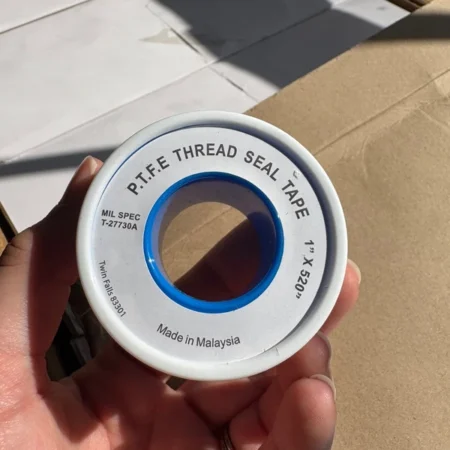 P.T.F.E THREAD SEAL TAPE
1" X 520"
MIL SPEC
T-27730A
Twin Falls 83301
Made in Malaysia